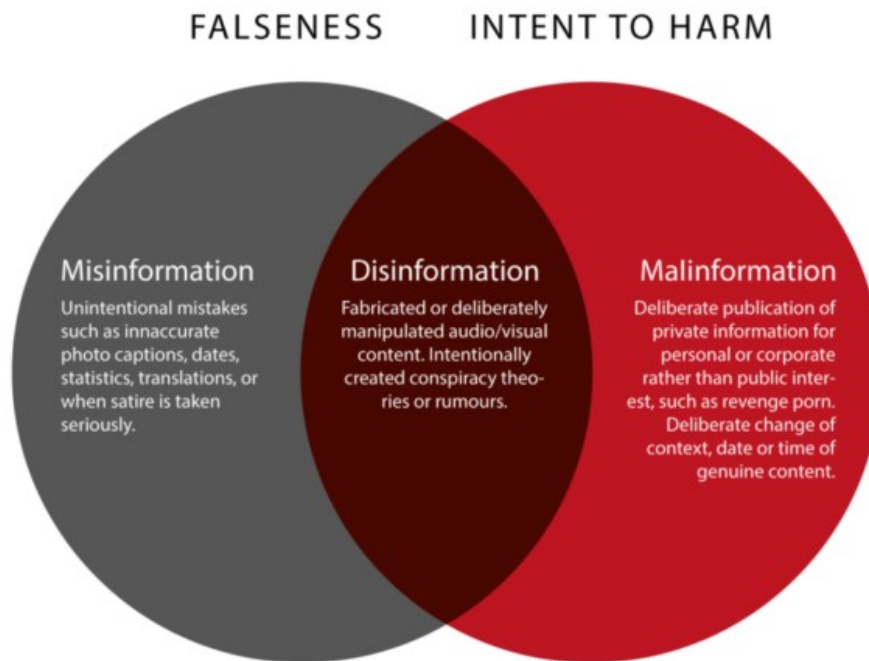 FALSENESS
INTENT TO HARM
Misinformation
Unintentional mistakes
such as innaccurate
photo captions, dates,
statistics, translations, or
when satire is taken
seriously.
Disinformation
Fabricated or deliberately
manipulated audio/visual
content. Intentionally
created conspiracy theo-
ries or rumours.
Malinformation
Deliberate publication of
private information for
personal or corporate
rather than public inter-
est, such as revenge porn.
Deliberate change of
context, date or time of
genuine content.